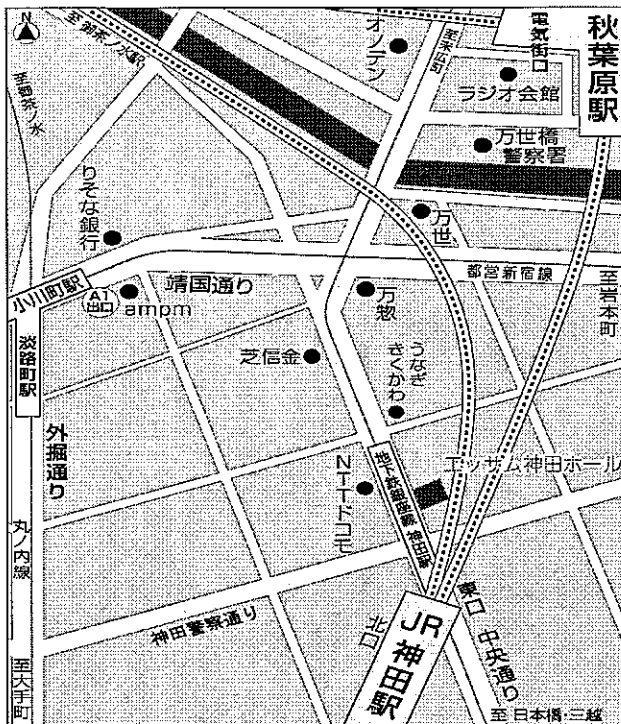 N
至御茶ノ水駅
オノデン
至末広町
電気街口
秋葉原駅
ラジオ会館
至御茶ノ水
万世橋
警察署
りそな銀行
万世
都営新宿線
至岩本町
小川町駅
A1
出口
ampm
靖国通り
万惣
淡路町駅
芝信金
うなぎ
きくかわ
外堀通り
NTTドコモ
地下鉄銀座線 神田駅
エッサム神田ホール
丸ノ内線
神田警察通り
北口
JR
神田駅
東口
中央通り
至大手町
至 日本橋・三越